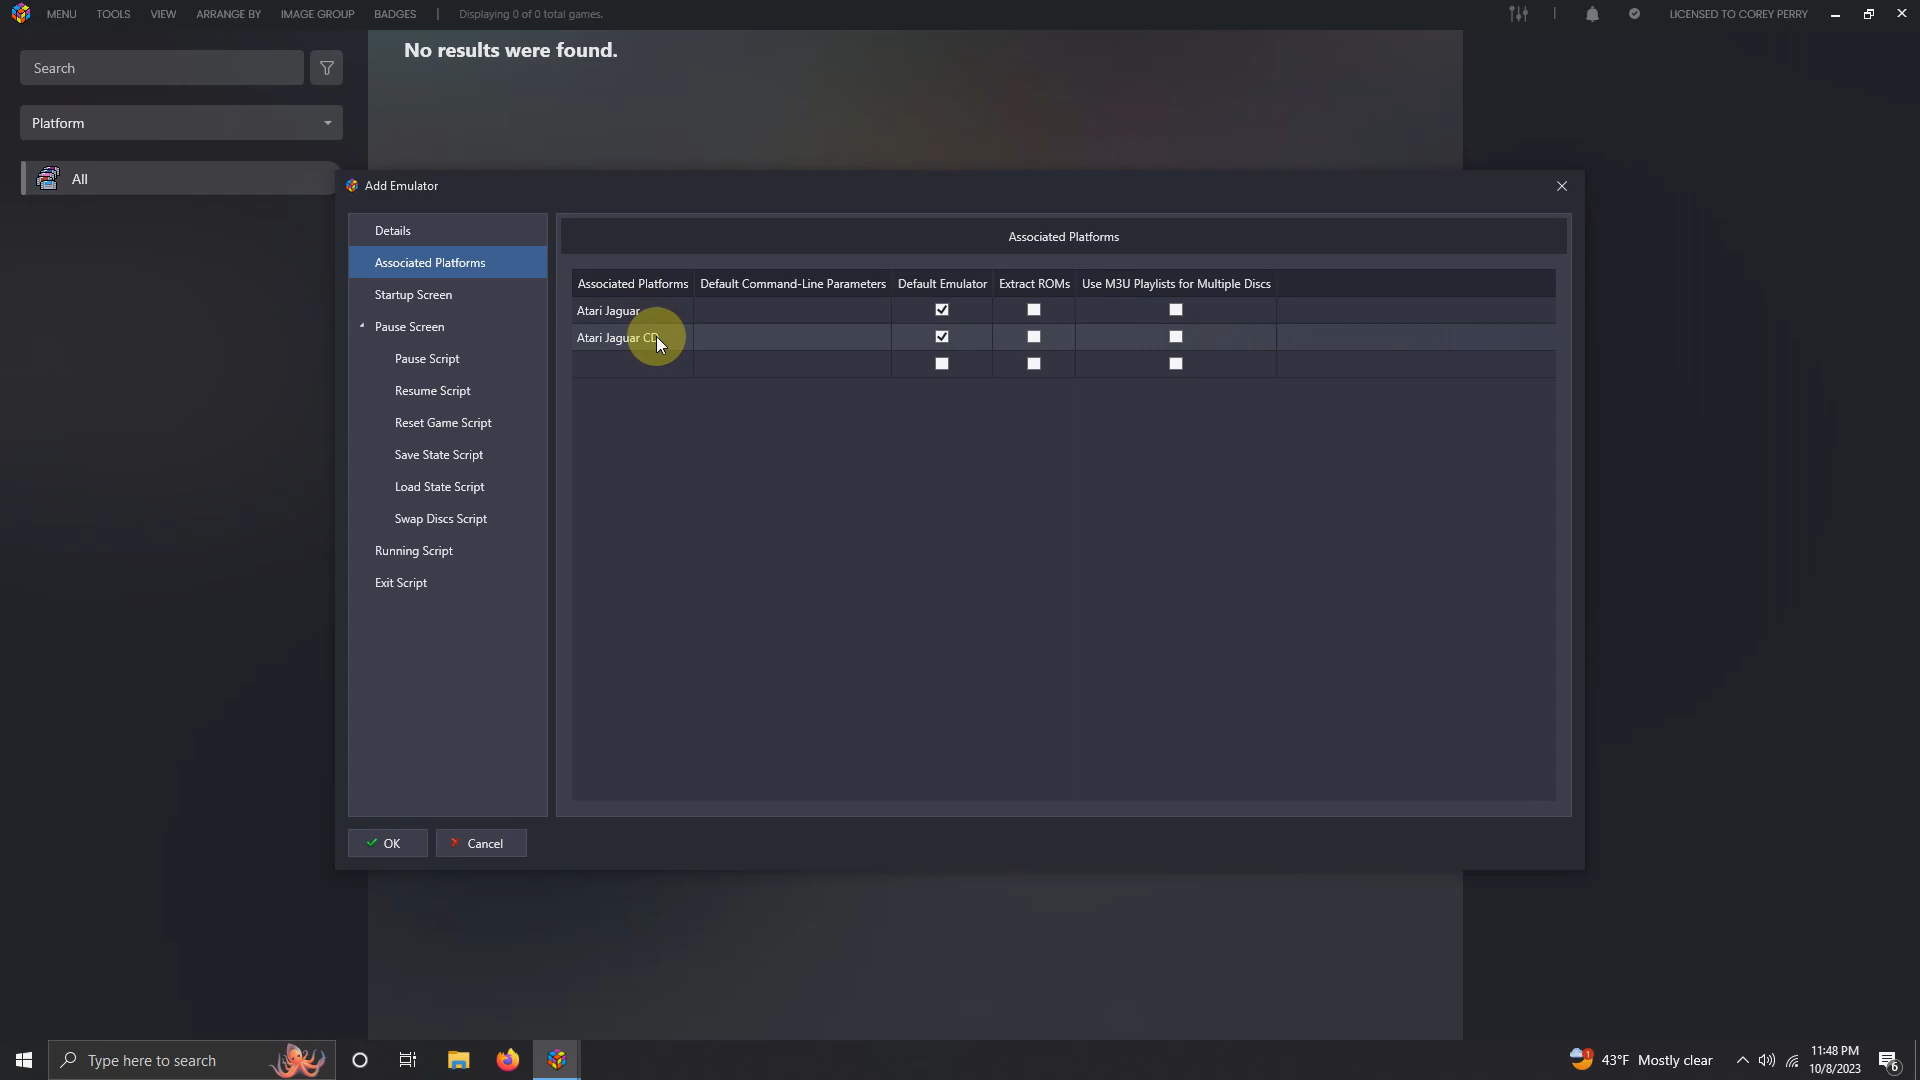 MENU TOOLS VIEW ARRANGE BY IMAGE GROUP BADGES | Displaying 0 of 0 total games. | LICENSED TO COREY PERRY
Search
No results were found.
Platform
All
Add Emulator
Details
Associated Platforms
Startup Screen
Pause Screen
Pause Script
Resume Script
Reset Game Script
Save State Script
Load State Script
Swap Discs Script
Running Script
Exit Script
Associated Platforms
Associated Platforms Default Command-Line Parameters Default Emulator Extract ROMs Use M3U Playlists for Multiple Discs
Atari Jaguar
Atari Jaguar CD
OK Cancel
Type here to search
1
43°F Mostly clear
11:48 PM
10/8/2023
6